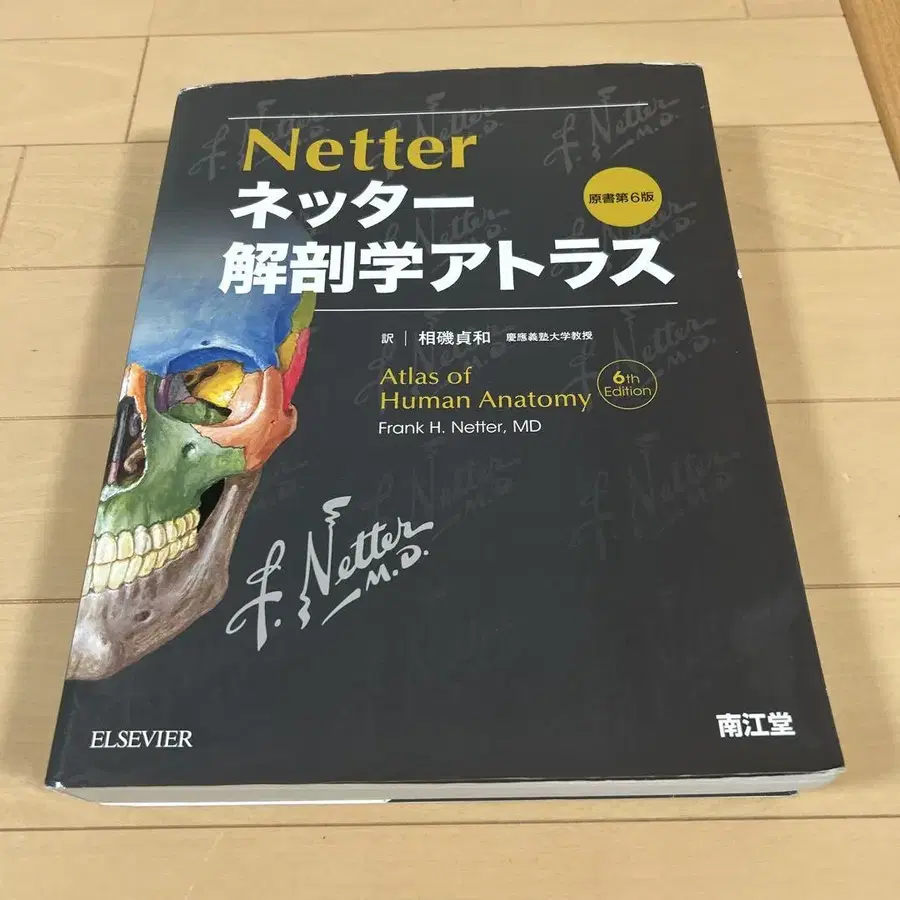 Netter
ネッター
原書第6版
解剖学アトラス
訳 | 相磯貞和 慶應義塾大学教授
Atlas of
Human Anatomy
6th
Edition
Frank H. Netter, MD
F. Netter
M.D.
ELSEVIER
南江堂